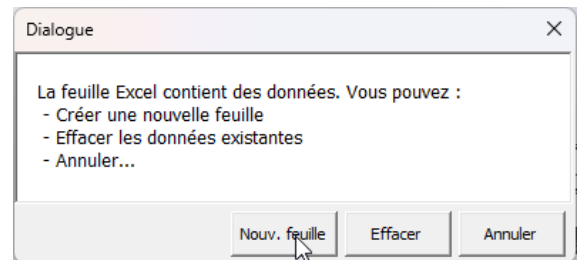 Dialogue
La feuille Excel contient des données. Vous pouvez :
- Créer une nouvelle feuille
- Effacer les données existantes
- Annuler...
Nouv. feuille Effacer Annuler